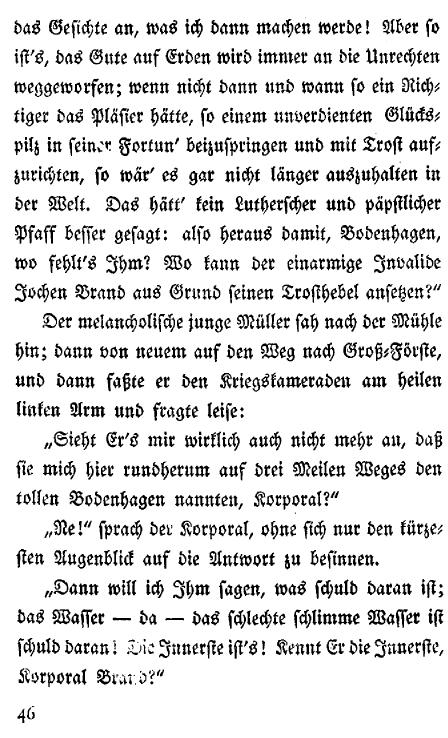 das Gesichte an, was ich dann machen werde! Aber so
ist's, das Gute auf Erden wird immer an die Unrechten
weggeworfen; wenn nicht dann und wann so ein Rich-
tiger das Pläsier hätte, so einem unverdienten Glücks-
pilz in seiner Fortun' beizuspringen und mit Trost auf-
zurichten, so wär' es gar nicht länger auszuhalten in
der Welt. Das hätt' kein Lutherscher und päpstlicher
Pfaff besser gesagt: also heraus damit, Bodenhagen,
wo fehlt's Ihm? Wo kann der einarmige Invalide
Jochen Brand aus Grund seinen Trosthebel ansetzen?"
Der melancholische junge Müller sah nach der Mühle
hin; dann von neuem auf den Weg nach Groß-Förste,
und dann faßte er den Kriegskameraden am heilen
linken Arm und fragte leise:
„Sieht Er's mir wirklich auch nicht mehr an, daß
sie mich hier rundherum auf drei Meilen Weges den
tollen Bodenhagen nannten, Korporal?"
„Ne!" sprach der Korporal, ohne sich nur den kürze-
sten Augenblick auf die Antwort zu besinnen.
„Dann will ich Ihm sagen, was schuld daran ist;
das Wasser — da — das schlechte schlimme Wasser ist
schuld daran! Die Innerste ist's! Kennt Er die Innerste,
Korporal Brand?"
46